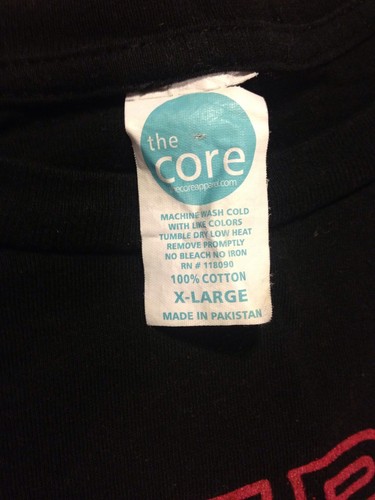 the
core
thecoreapparel.com
MACHINE WASH COLD
WITH LIKE COLORS
TUMBLE DRY LOW HEAT
REMOVE PROMPTLY
NO BLEACH NO IRON
RN # 118090
100% COTTON
X-LARGE
MADE IN PAKISTAN